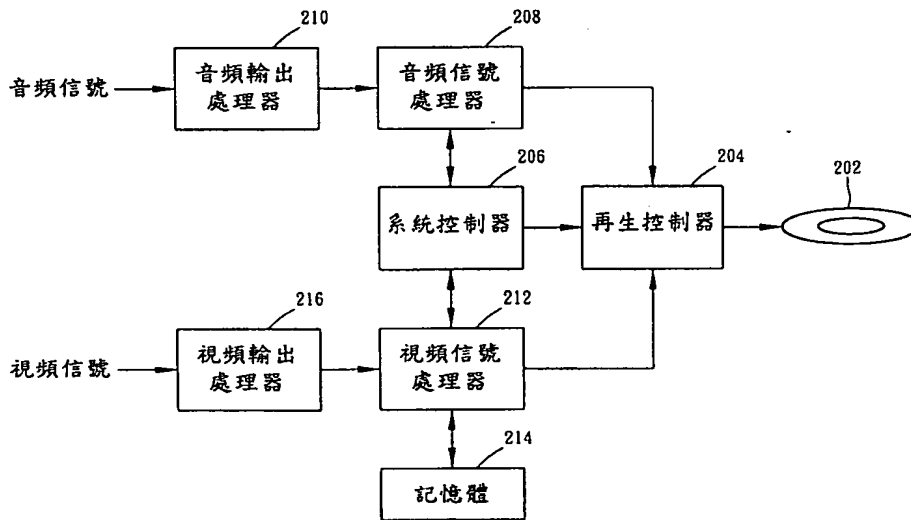 210
208
音頻信號
音頻輸出
處理器
音頻信號
處理器
206
204
202
系統控制器
再生控制器
216
212
視頻信號
視頻輸出
處理器
視頻信號
處理器
214
記憶體